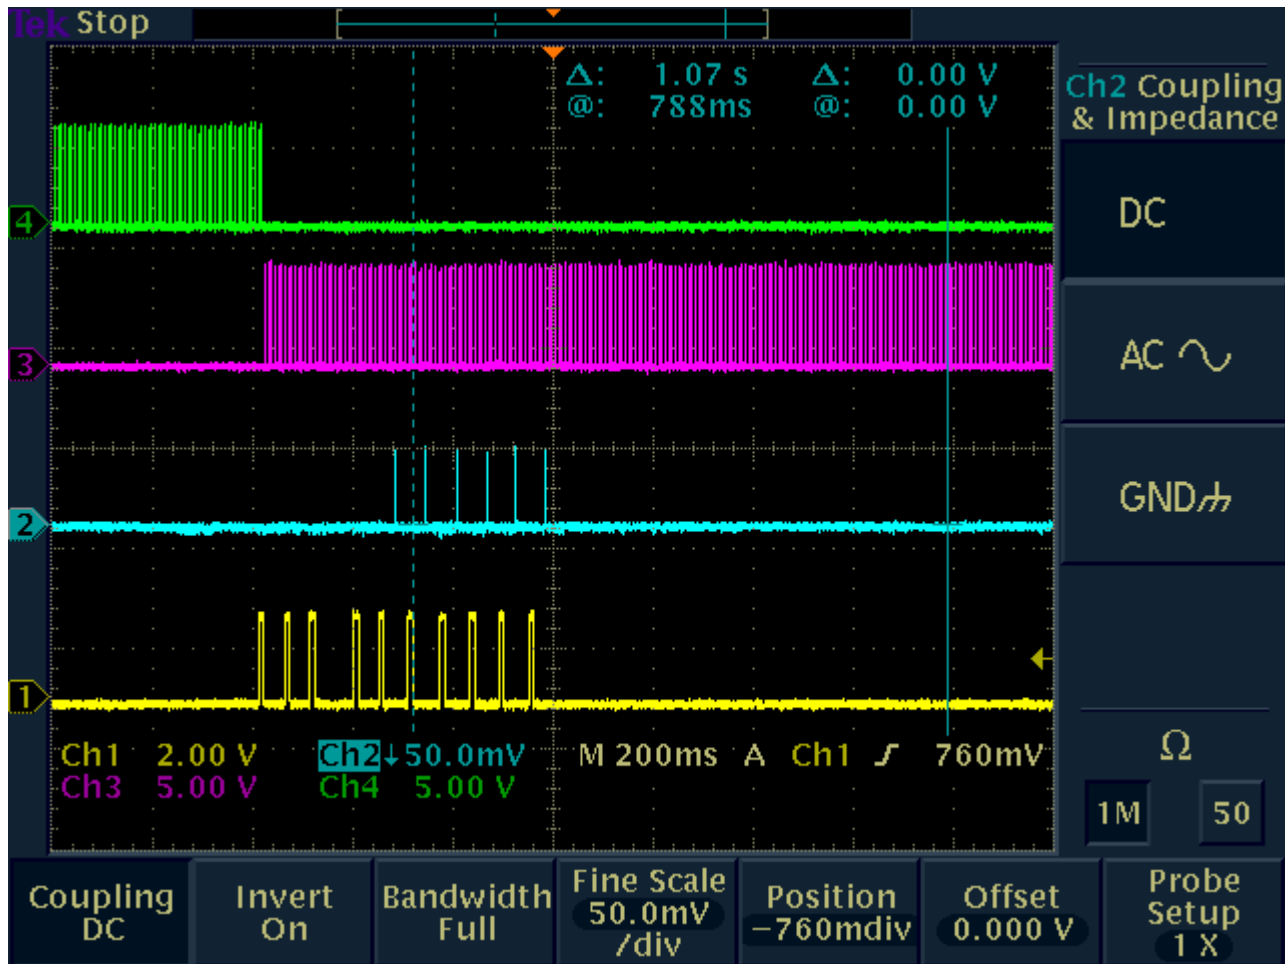 Tek Stop
Δ: 1.07 s Δ: 0.00 V
@: 788ms @: 0.00 V
Ch2 Coupling
& Impedance
DC
AC
GND
4
3
2
1
Ch1 2.00 V Ch2↓50.0mV M 200ms A Ch1 760mV
Ch3 5.00 V Ch4 5.00 V
Ω
1M 50
Coupling
DC
Invert
On
Bandwidth
Full
Fine Scale
50.0mV
/div
Position
−760mdiv
Offset
0.000 V
Probe
Setup
1 X